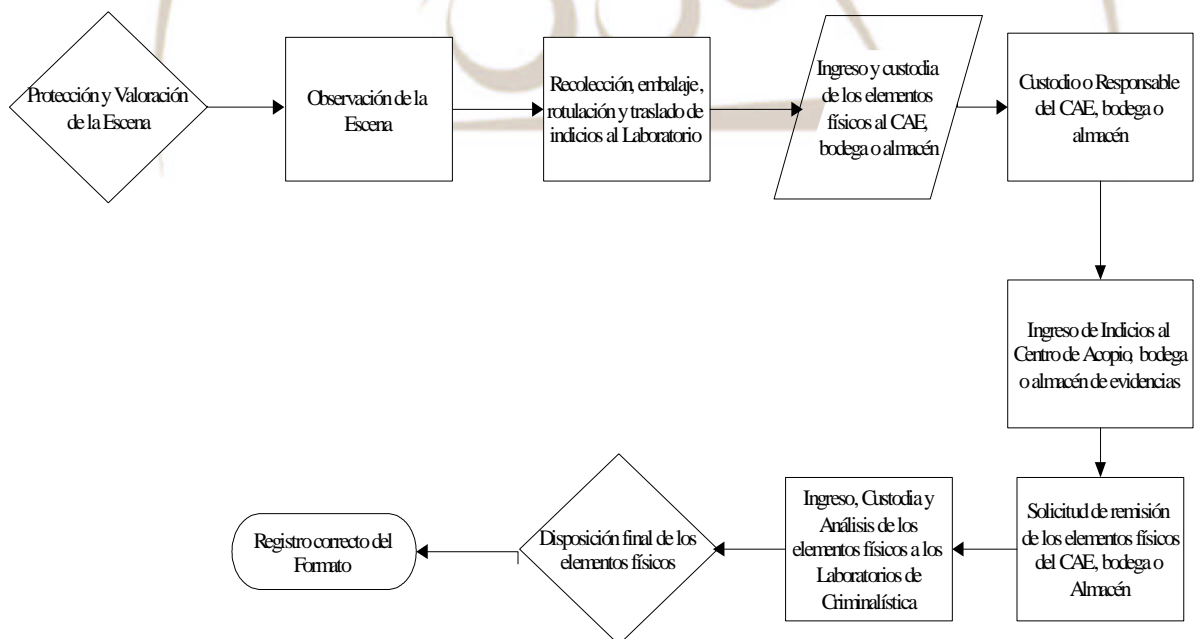 Protección y Valoración
de la Escena
Observación de la
Escena
Recolección, embalaje,
rotulación y traslado de
indicios al Laboratorio
Ingreso y custodia
de los elementos
físicos al CAE,
bodega o almacén
Custodio o Responsable
del CAE, bodega o
almacén
Ingreso de Indicios al
Centro de Acopio, bodega
o almacén de evidencias
Solicitud de remisión
de los elementos físicos
del CAE, bodega o
Almacén
Ingreso, Custodia y
Análisis de los
elementos físicos a los
Laboratorios de
Criminalística
Disposición final de los
elementos físicos
Registro correcto del
Formato